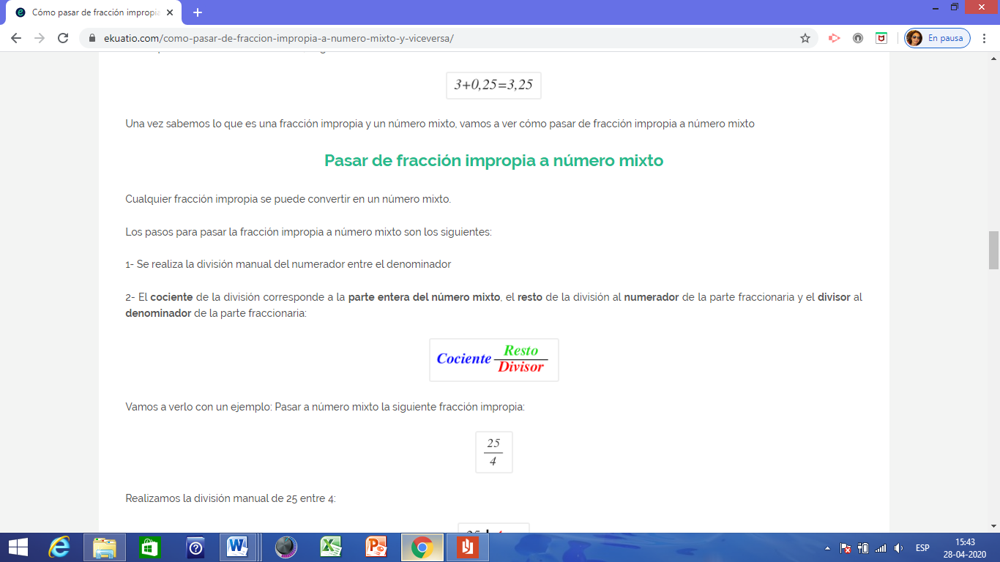 Cómo pasar de fracción impropia
ekuatio.com/como-pasar-de-fraccion-impropia-a-numero-mixto-y-viceversa/
En pausa
3+0,25=3,25
Una vez sabemos lo que es una fracción impropia y un número mixto, vamos a ver cómo pasar de fracción impropia a número mixto
Pasar de fracción impropia a número mixto
Cualquier fracción impropia se puede convertir en un número mixto.
Los pasos para pasar la fracción impropia a número mixto son los siguientes:
1- Se realiza la división manual del numerador entre el denominador
2- El cociente de la división corresponde a la parte entera del número mixto, el resto de la división al numerador de la parte fraccionaria y el divisor al
denominador de la parte fraccionaria:
Resto
Cociente
Divisor
Vamos a verlo con un ejemplo: Pasar a número mixto la siguiente fracción impropia:
25
4
Realizamos la división manual de 25 entre 4:
ESP
15:43
28-04-2020